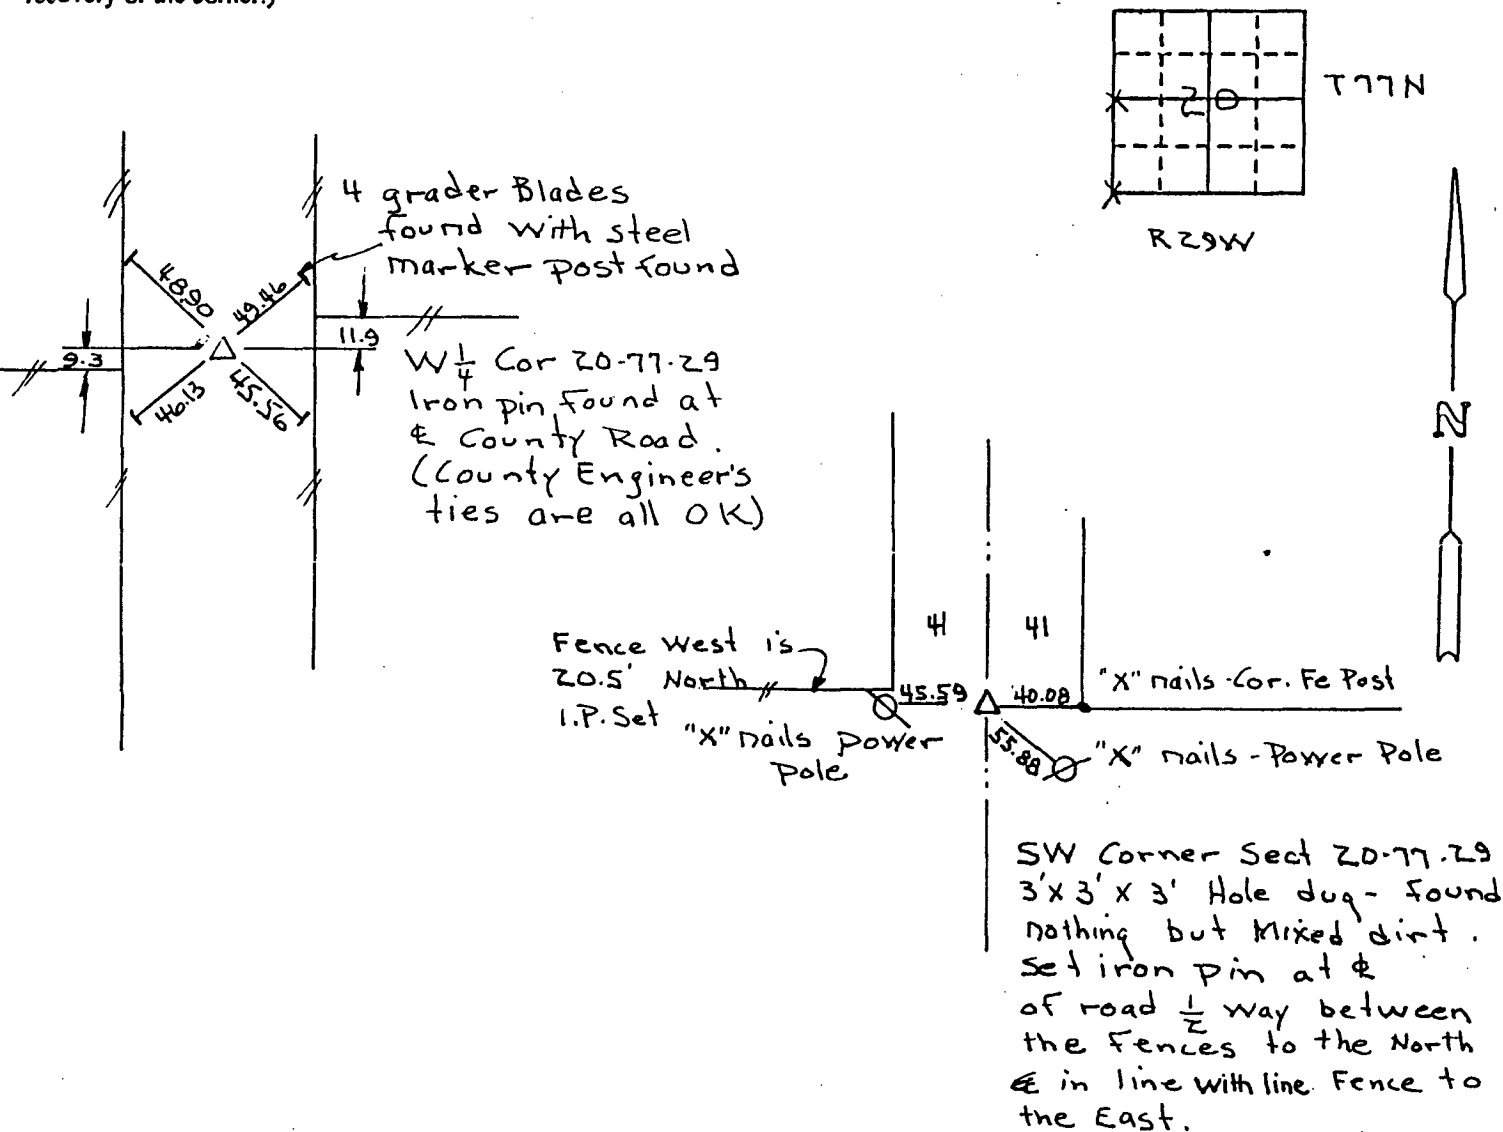 T77N
20
R29W
4 grader Blades
found with steel
marker post found
48.90
49.46
9.3
11.9
46.13
45.56
W 1/4 Cor 20-77-29
Iron pin found at
℄ County Road.
(County Engineer's
ties are all OK)
N
41
41
Fence West is
20.5' North
I.P. Set
45.59
40.08
"X" nails - Cor. Fe Post
"X" nails power
pole
55.88
"X" nails - Power Pole
SW Corner Sect 20-77-29
3' X 3' X 3' Hole dug - found
nothing but Mixed dirt.
Set iron pin at ℄
of road 1/2 way between
the Fences to the North
& in line with line Fence to
the East.